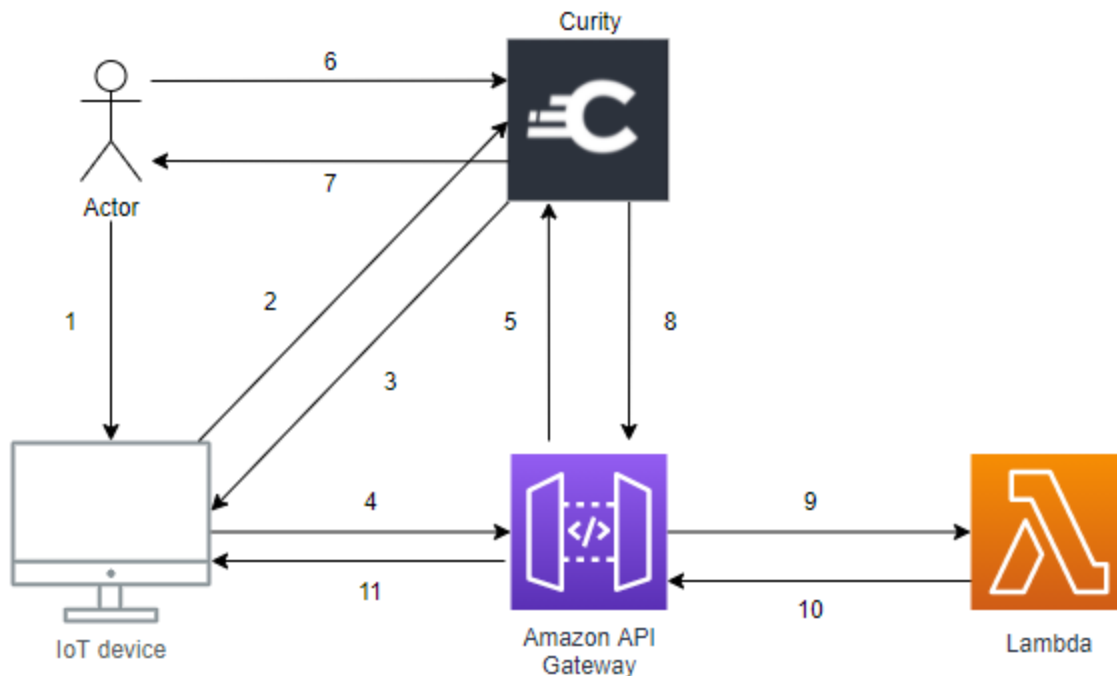 Curity
6
7
Actor
1
2
3
5
8
4
9
</>
11
10
IoT device
Amazon API
Gateway
Lambda